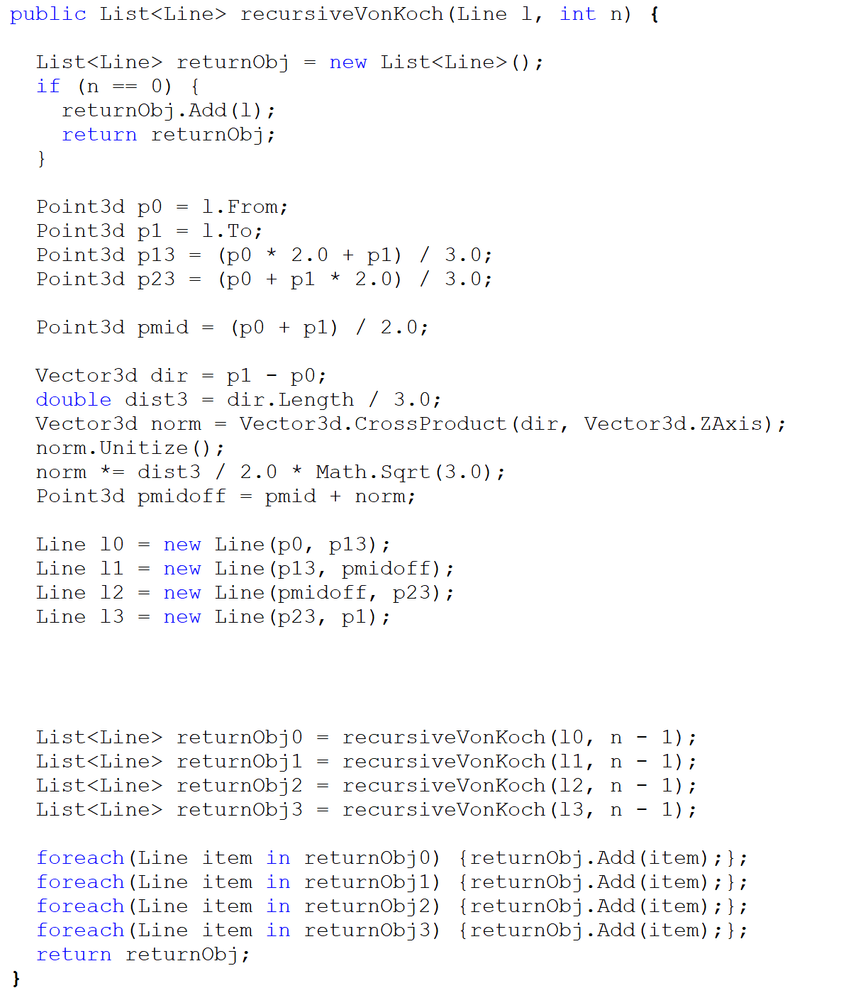 public List<Line> recursiveVonKoch(Line l, int n) {
List<Line> returnObj = new List<Line>();
if (n == 0) {
returnObj.Add(l);
return returnObj;
}
Point3d p0 = l.From;
Point3d p1 = l.To;
Point3d p13 = (p0 * 2.0 + p1) / 3.0;
Point3d p23 = (p0 + p1 * 2.0) / 3.0;
Point3d pmid = (p0 + p1) / 2.0;
Vector3d dir = p1 - p0;
double dist3 = dir.Length / 3.0;
Vector3d norm = Vector3d.CrossProduct(dir, Vector3d.ZAxis);
norm.Unitize();
norm *= dist3 / 2.0 * Math.Sqrt(3.0);
Point3d pmidoff = pmid + norm;
Line l0 = new Line(p0, p13);
Line l1 = new Line(p13, pmidoff);
Line l2 = new Line(pmidoff, p23);
Line l3 = new Line(p23, p1);
List<Line> returnObj0 = recursiveVonKoch(l0, n - 1);
List<Line> returnObj1 = recursiveVonKoch(l1, n - 1);
List<Line> returnObj2 = recursiveVonKoch(l2, n - 1);
List<Line> returnObj3 = recursiveVonKoch(l3, n - 1);
foreach(Line item in returnObj0) {returnObj.Add(item);};
foreach(Line item in returnObj1) {returnObj.Add(item);};
foreach(Line item in returnObj2) {returnObj.Add(item);};
foreach(Line item in returnObj3) {returnObj.Add(item);};
return returnObj;
}